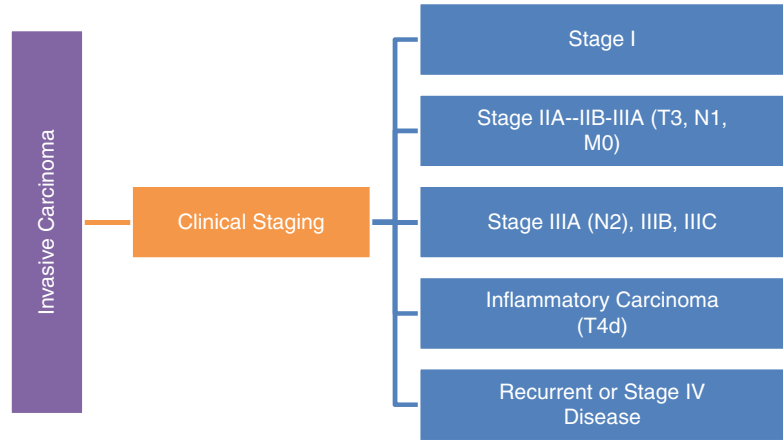 Invasive Carcinoma
Clinical Staging
Stage I
Stage IIA--IIB-IIIA (T3, N1,
M0)
Stage IIIA (N2), IIIB, IIIC
Inflammatory Carcinoma
(T4d)
Recurrent or Stage IV
Disease